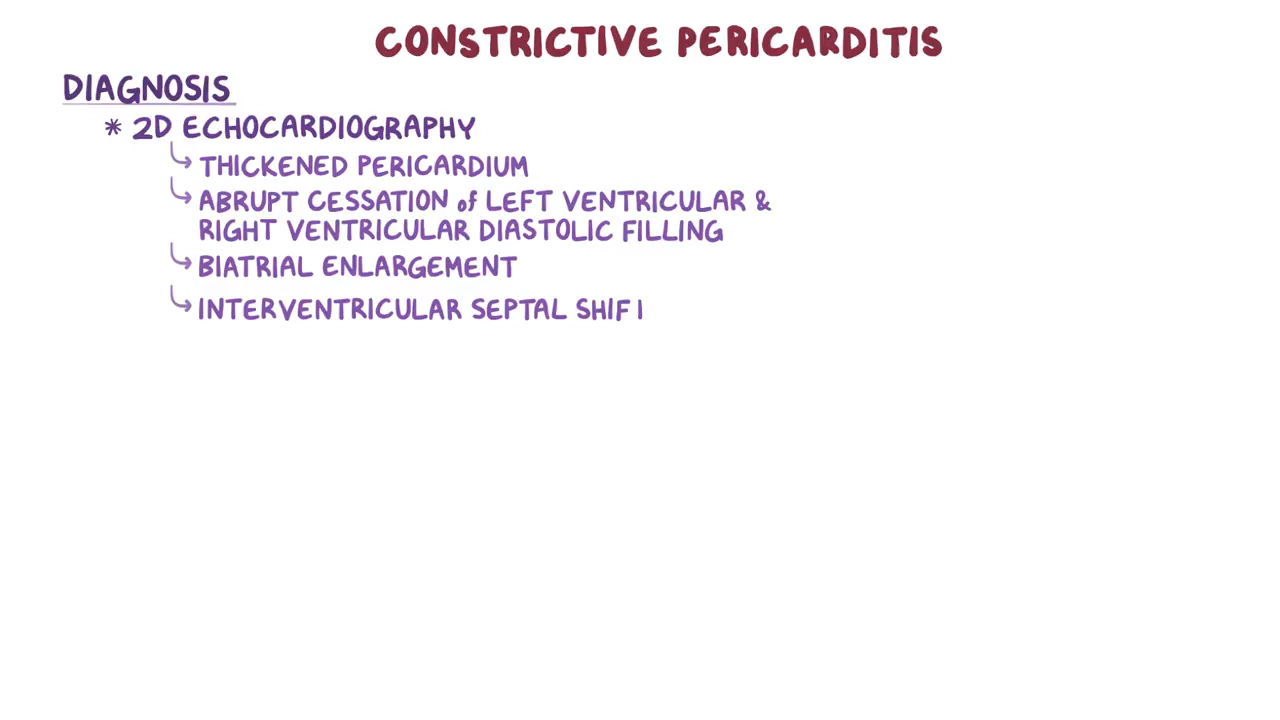 CONSTRICTIVE PERICARDITIS
DIAGNOSIS
* 2D ECHOCARDIOGRAPHY
↳ THICKENED PERICARDIUM
↳ ABRUPT CESSATION of LEFT VENTRICULAR &
RIGHT VENTRICULAR DIASTOLIC FILLING
↳ BIATRIAL ENLARGEMENT
↳ INTERVENTRICULAR SEPTAL SHIFI